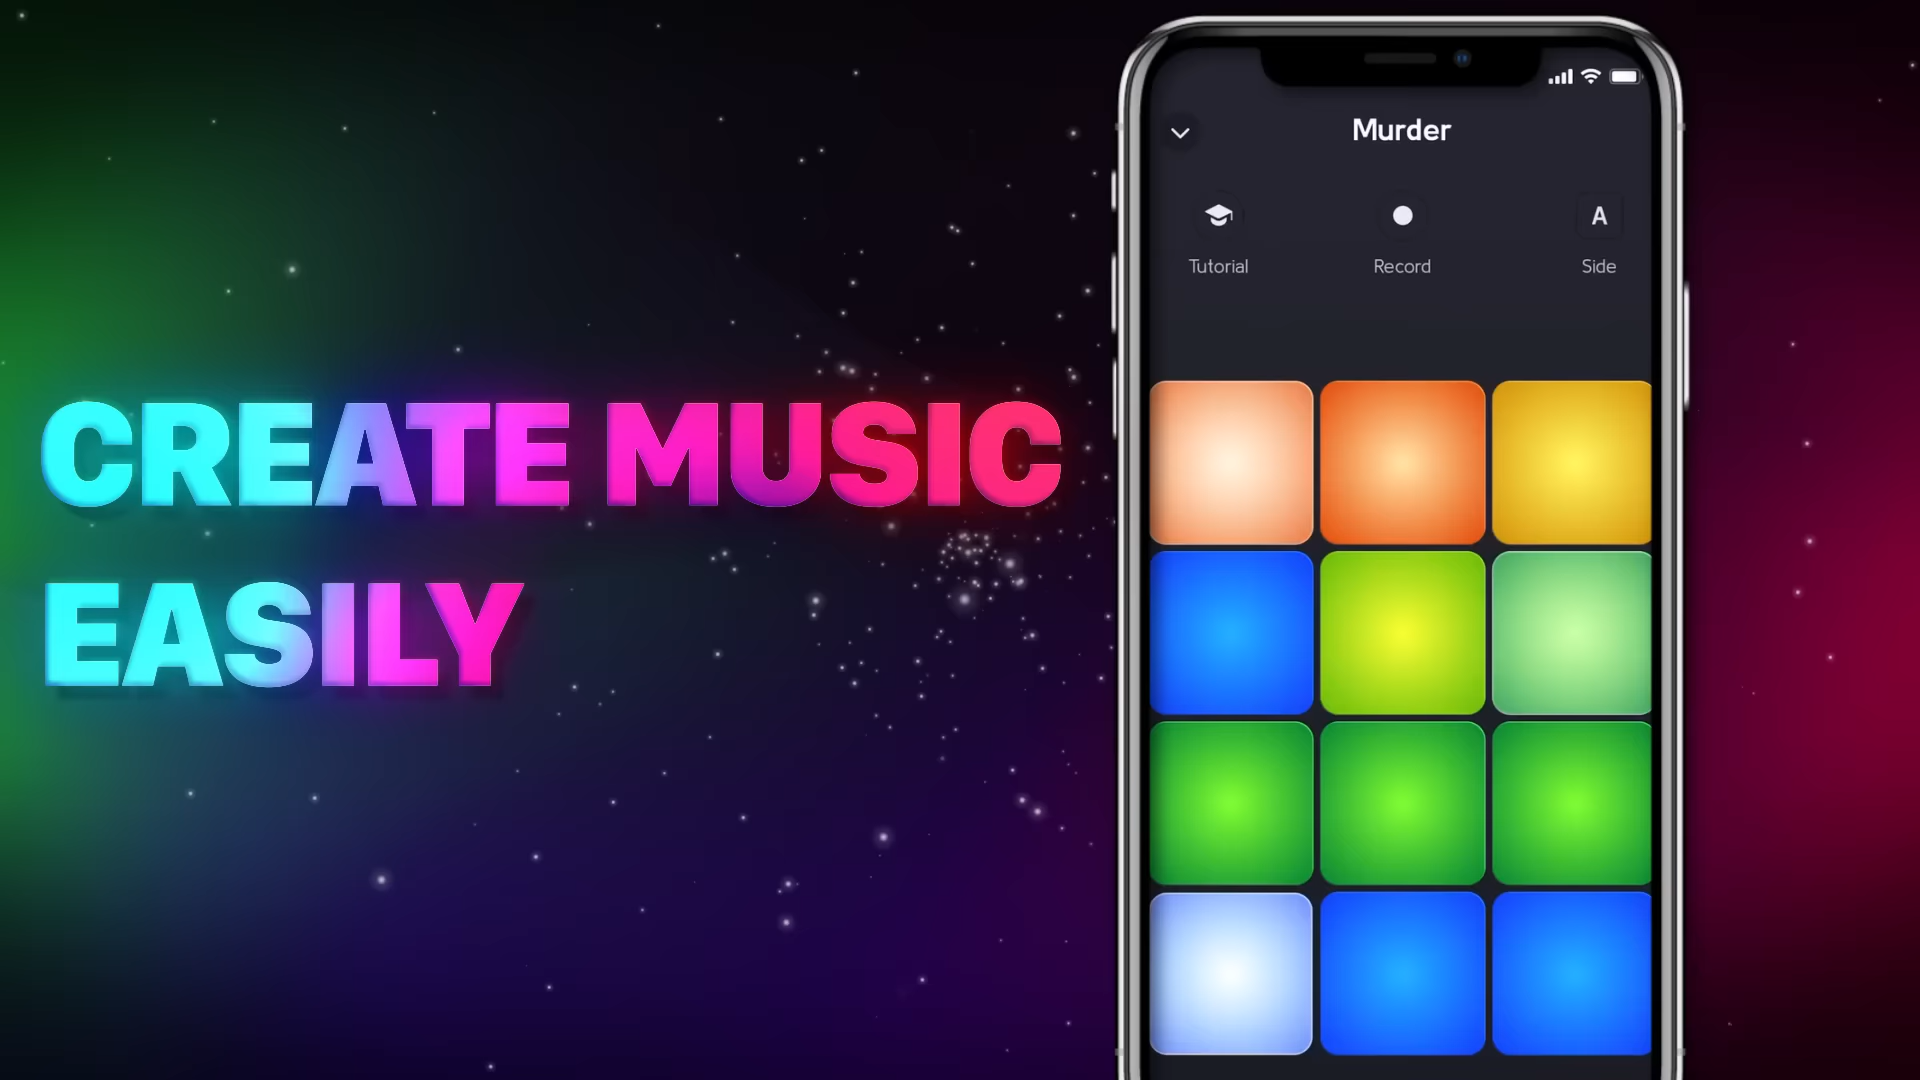 CREATE MUSIC
EASILY
Murder
Tutorial
Record
A
Side